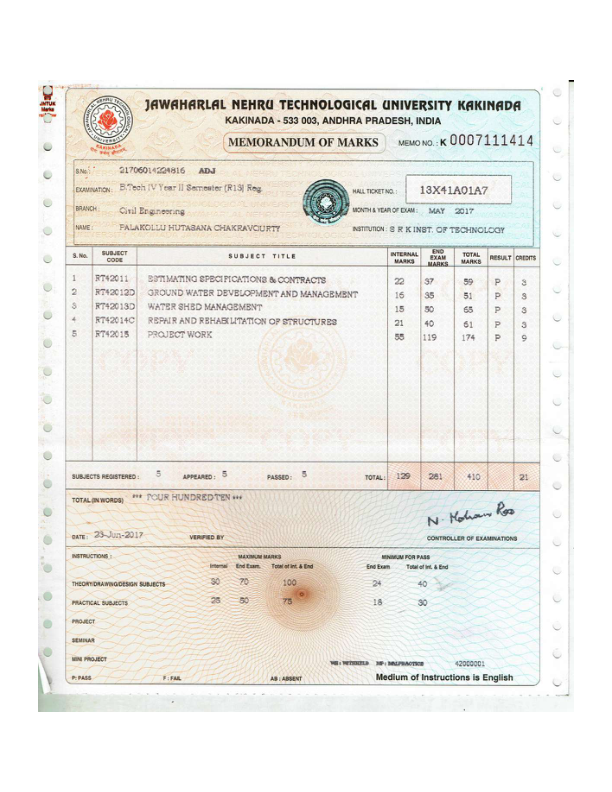 JNTUK
Marks
JAWAHARLAL NEHRU TECHNOLOGICAL UNIVERSITY KAKINADA
KAKINADA - 533 003, ANDHRA PRADESH, INDIA
MEMORANDUM OF MARKS MEMO NO. : K 0007111414
S.No. : 21706014224816 ADJ
EXAMINATION: B.Tech IV Year II Semester (R13) Reg. HALL TICKET NO. : 13X41A01A7
BRANCH : Civil Engineering MONTH & YEAR OF EXAM : MAY 2017
NAME : PALAKOLLU HUTASANA CHAKRAVOURTY INSTITUTION : S R K INST. OF TECHNOLOGY
S. No. SUBJECT CODE SUBJECT TITLE INTERNAL MARKS END EXAM MARKS TOTAL MARKS RESULT CREDITS
1 RT42011 ESTIMATING SPECIFICATIONS & CONTRACTS 22 37 59 P 3
2 RT42012D GROUND WATER DEVELOPMENT AND MANAGEMENT 16 35 51 P 3
3 RT42013D WATER SHED MANAGEMENT 15 50 65 P 3
4 RT42014C REPAIR AND REHABILITATION OF STRUCTURES 21 40 61 P 3
5 RT42015 PROJECT WORK 55 119 174 P 9
COPY COPY
SUBJECTS REGISTERED : 5 APPEARED : 5 PASSED : 5 TOTAL : 129 281 410 21
TOTAL (IN WORDS) *** FOUR HUNDRED TEN ***
N. Mohan Rao
DATE : 23-Jun-2017 VERIFIED BY CONTROLLER OF EXAMINATIONS
INSTRUCTIONS : MAXIMUM MARKS MINIMUM FOR PASS
Internal End Exam. Total of Int. & End End Exam Total of Int. & End
THEORY/DRAWING/DESIGN SUBJECTS 30 70 100 24 40
PRACTICAL SUBJECTS 25 50 75 18 30
PROJECT
SEMINAR
MINI PROJECT WH : WITHHELD MP : MALPRACTICE 42000001
P: PASS F : FAIL AB : ABSENT Medium of Instructions is English